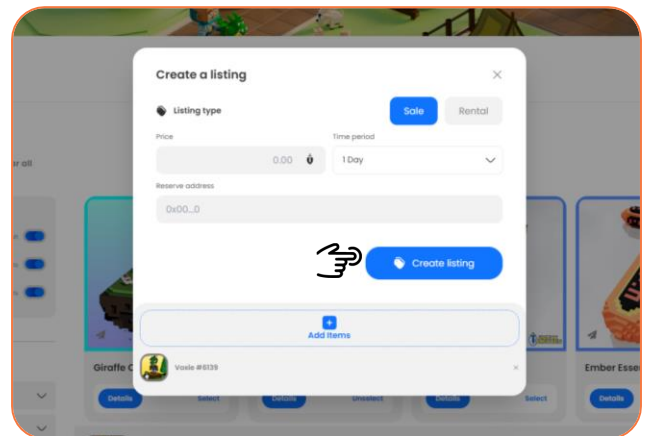 Create a listing
Listing type
Sale
Rental
Price
Time period
0.00
1 Day
Reserve address
0x00...0
Create listing
Add Items
Voxie #6139
Giraffe C
Ember Esse
Details
Select
Details
Unselect
Details
Select
Details